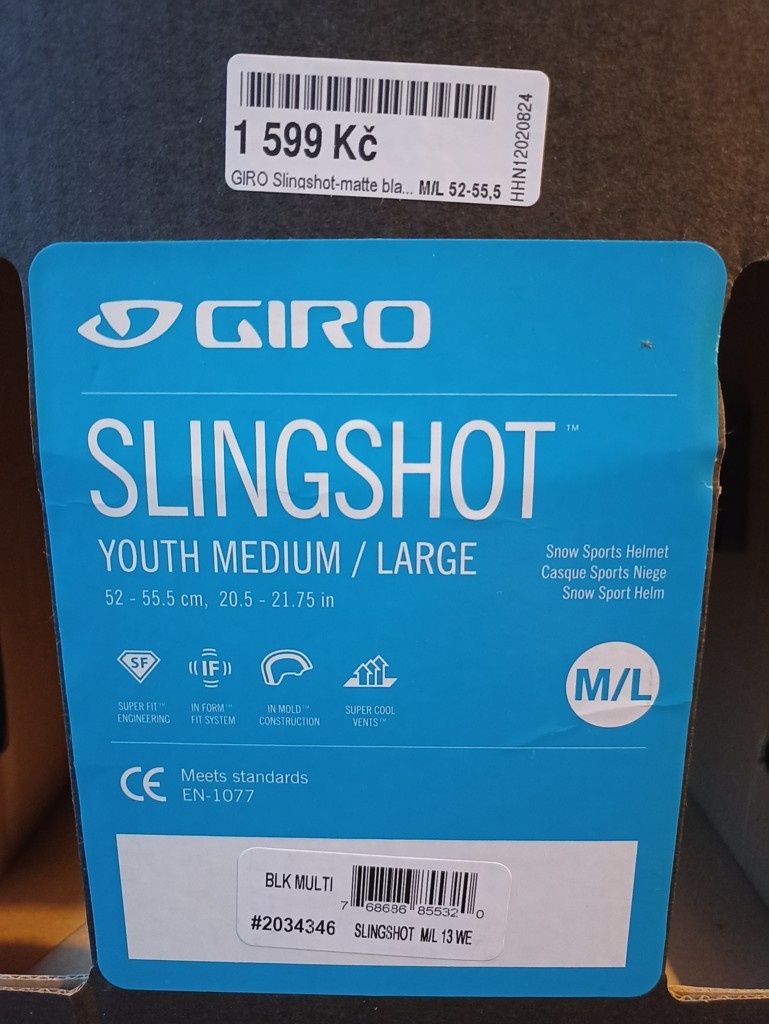 1 599 Kč
GIRO Slingshot-matte bla... M/L 52-55,5
HHN12020824
GIRO
SLINGSHOT™
YOUTH MEDIUM / LARGE
52 - 55.5 cm, 20.5 - 21.75 in
Snow Sports Helmet
Casque Sports Niege
Snow Sport Helm
SF
SUPER FIT™
ENGINEERING
IF
IN FORM™
FIT SYSTEM
IN MOLD™
CONSTRUCTION
SUPER COOL
VENTS™
M/L
CE
Meets standards
EN-1077
BLK MULTI
7 68686 85532 0
#2034346 SLINGSHOT M/L 13 WE